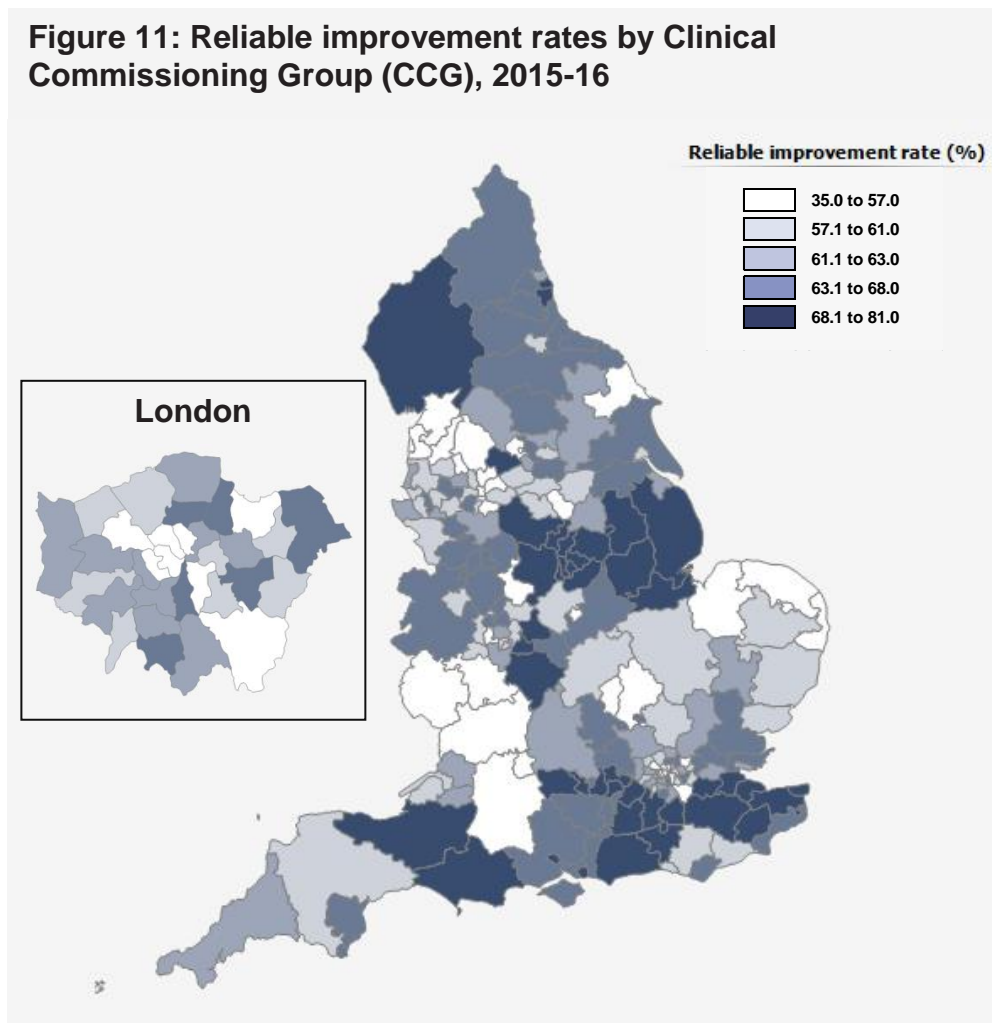 Figure 11: Reliable improvement rates by Clinical
Commissioning Group (CCG), 2015-16
Reliable improvement rate (%)
35.0 to 57.0
57.1 to 61.0
61.1 to 63.0
63.1 to 68.0
68.1 to 81.0
London